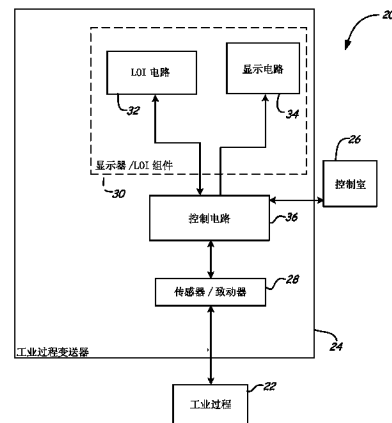 20
LOI 电路
32
显示电路
34
显示器/LOI 组件
30
26
控制室
控制电路
36
传感器/致动器
28
24
工业过程变送器
22
工业过程